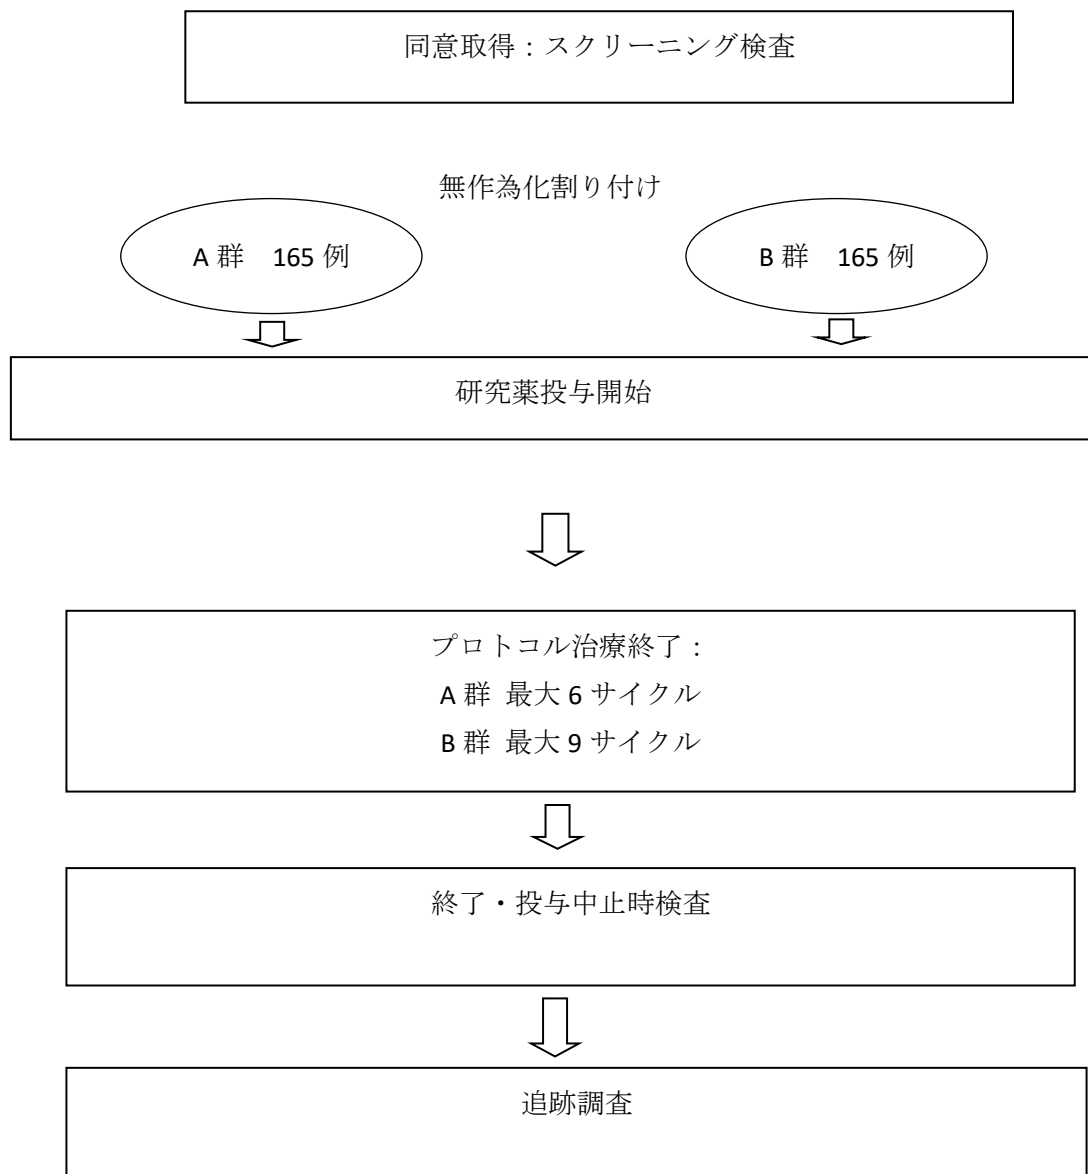 同意取得：スクリーニング検査
無作為化割り付け
A 群　165 例
B 群　165 例
研究薬投与開始
プロトコル治療終了：
A 群 最大 6 サイクル
B 群 最大 9 サイクル
終了・投与中止時検査
追跡調査